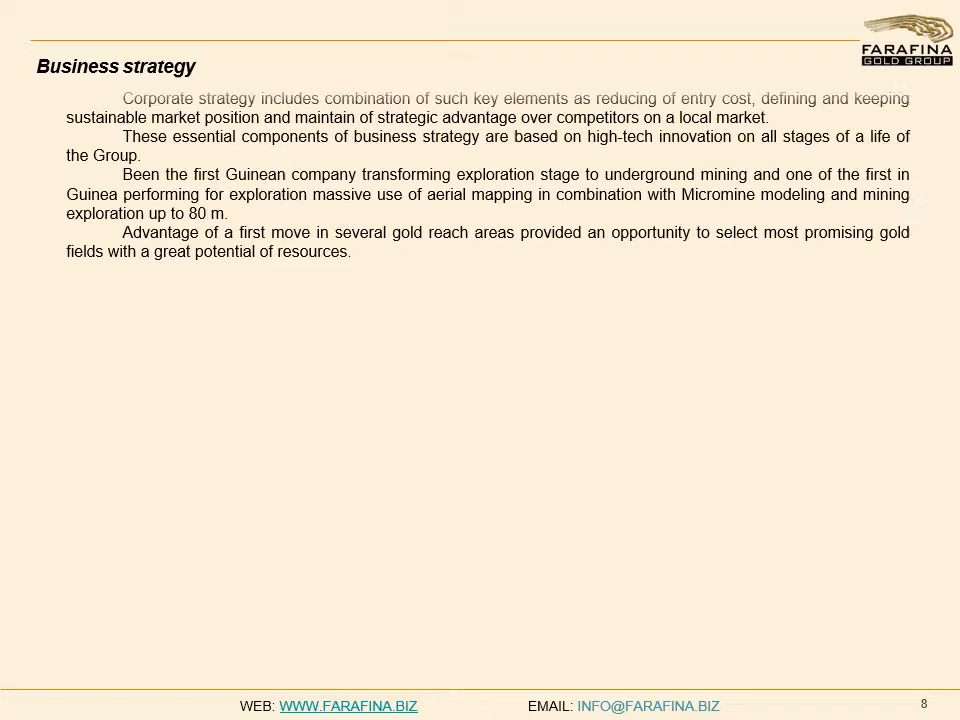 FARAFINA
GOLD GROUP
Business strategy
Corporate strategy includes combination of such key elements as reducing of entry cost, defining and keeping
sustainable market position and maintain of strategic advantage over competitors on a local market.
These essential components of business strategy are based on high-tech innovation on all stages of a life of
the Group.
Been the first Guinean company transforming exploration stage to underground mining and one of the first in
Guinea performing for exploration massive use of aerial mapping in combination with Micromine modeling and mining
exploration up to 80 m.
Advantage of a first move in several gold reach areas provided an opportunity to select most promising gold
fields with a great potential of resources.
WEB: WWW.FARAFINA.BIZ EMAIL: INFO@FARAFINA.BIZ 8